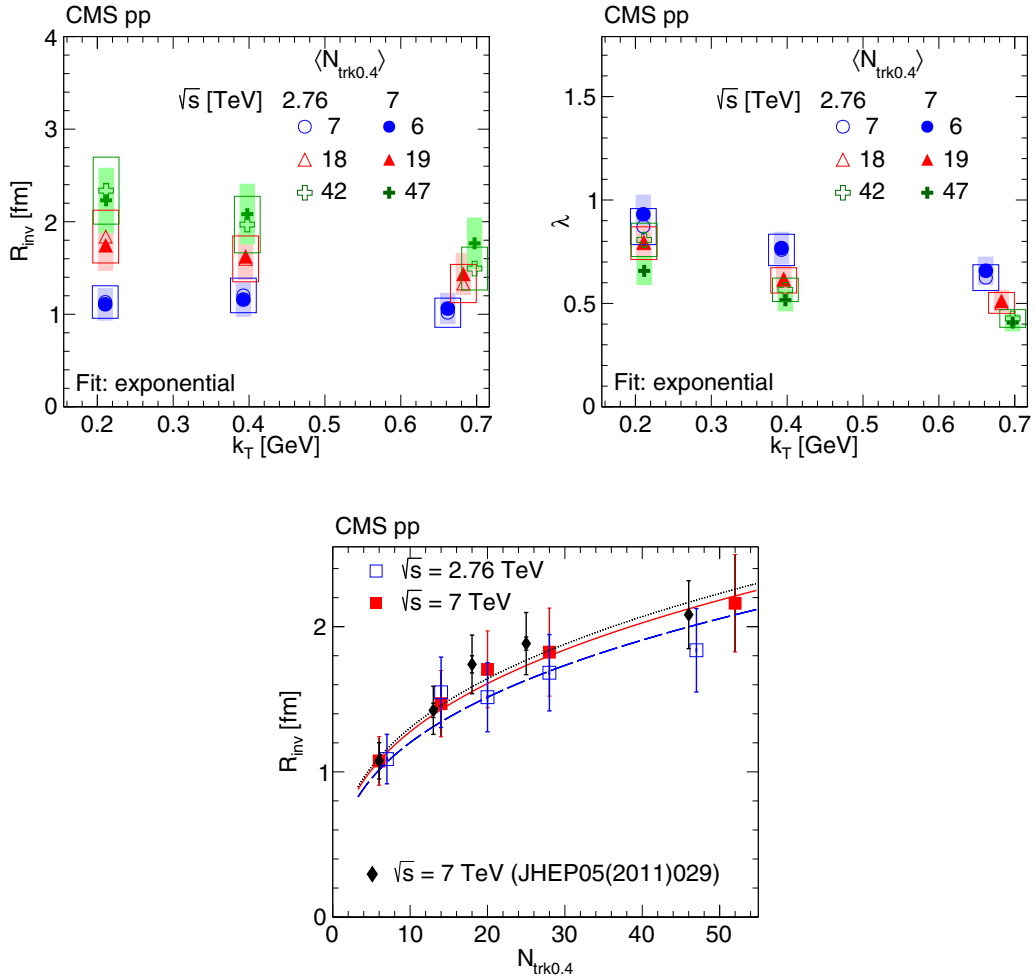 CMS pp
4
3
2
1
0
R_inv [fm]
⟨N_trk0.4⟩
√s [TeV] 2.76 7
7 6
18 19
42 47
Fit: exponential
0.2 0.3 0.4 0.5 0.6 0.7
k_T [GeV]
CMS pp
1.5
1
0.5
0
λ
⟨N_trk0.4⟩
√s [TeV] 2.76 7
7 6
18 19
42 47
Fit: exponential
0.2 0.3 0.4 0.5 0.6 0.7
k_T [GeV]
CMS pp
2
1
0
R_inv [fm]
√s = 2.76 TeV
√s = 7 TeV
√s = 7 TeV (JHEP05(2011)029)
0 10 20 30 40 50
N_trk0.4